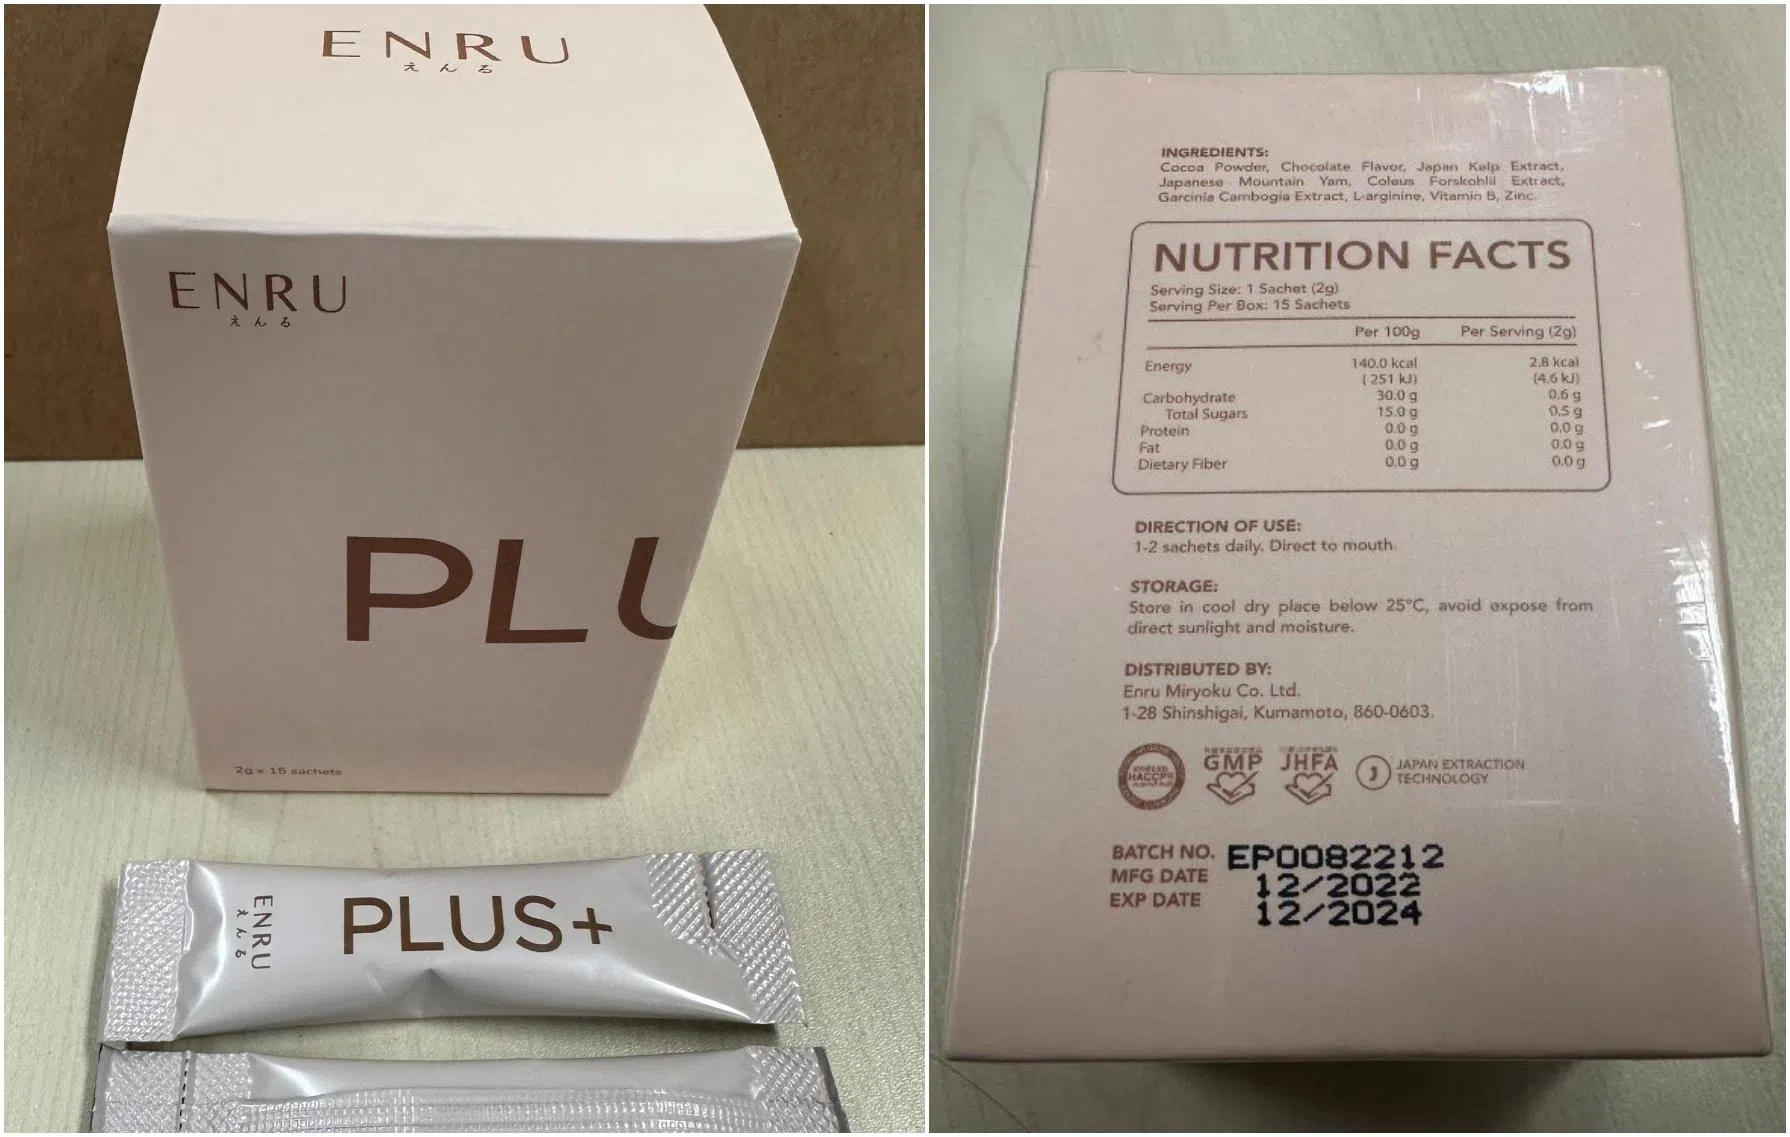 ENRU
えんる
ENRU
えんる
PLU
2g x 15 sachets
ENRU
えんる
PLUS+
INGREDIENTS:
Cocoa Powder, Chocolate Flavor, Japan Kelp Extract,
Japanese Mountain Yam, Coleus Forskohlii Extract,
Garcinia Cambogia Extract, L-arginine, Vitamin B, Zinc.
NUTRITION FACTS
Serving Size: 1 Sachet (2g)
Serving Per Box: 15 Sachets
Per 100g Per Serving (2g)
Energy 140.0 kcal 2.8 kcal
(251 kJ) (4.6 kJ)
Carbohydrate 30.0 g 0.6 g
Total Sugars 15.0 g 0.5 g
Protein 0.0 g 0.0 g
Fat 0.0 g 0.0 g
Dietary Fiber 0.0 g 0.0 g
DIRECTION OF USE:
1-2 sachets daily. Direct to mouth.
STORAGE:
Store in cool dry place below 25°C, avoid expose from
direct sunlight and moisture.
DISTRIBUTED BY:
Enru Miryoku Co. Ltd.
1-28 Shinshigai, Kumamoto, 860-0603.
HACCP
GMP
JHFA
J
JAPAN EXTRACTION
TECHNOLOGY
BATCH NO. EP0082212
MFG DATE 12/2022
EXP DATE 12/2024